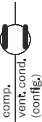 comp.
vent. cond.
(config.)